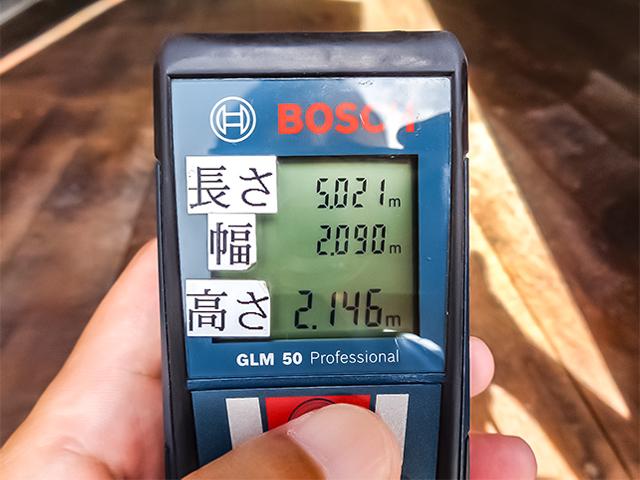 BOSCH
長さ 5.021m
幅 2.090m
高さ 2.146m
GLM 50 Professional